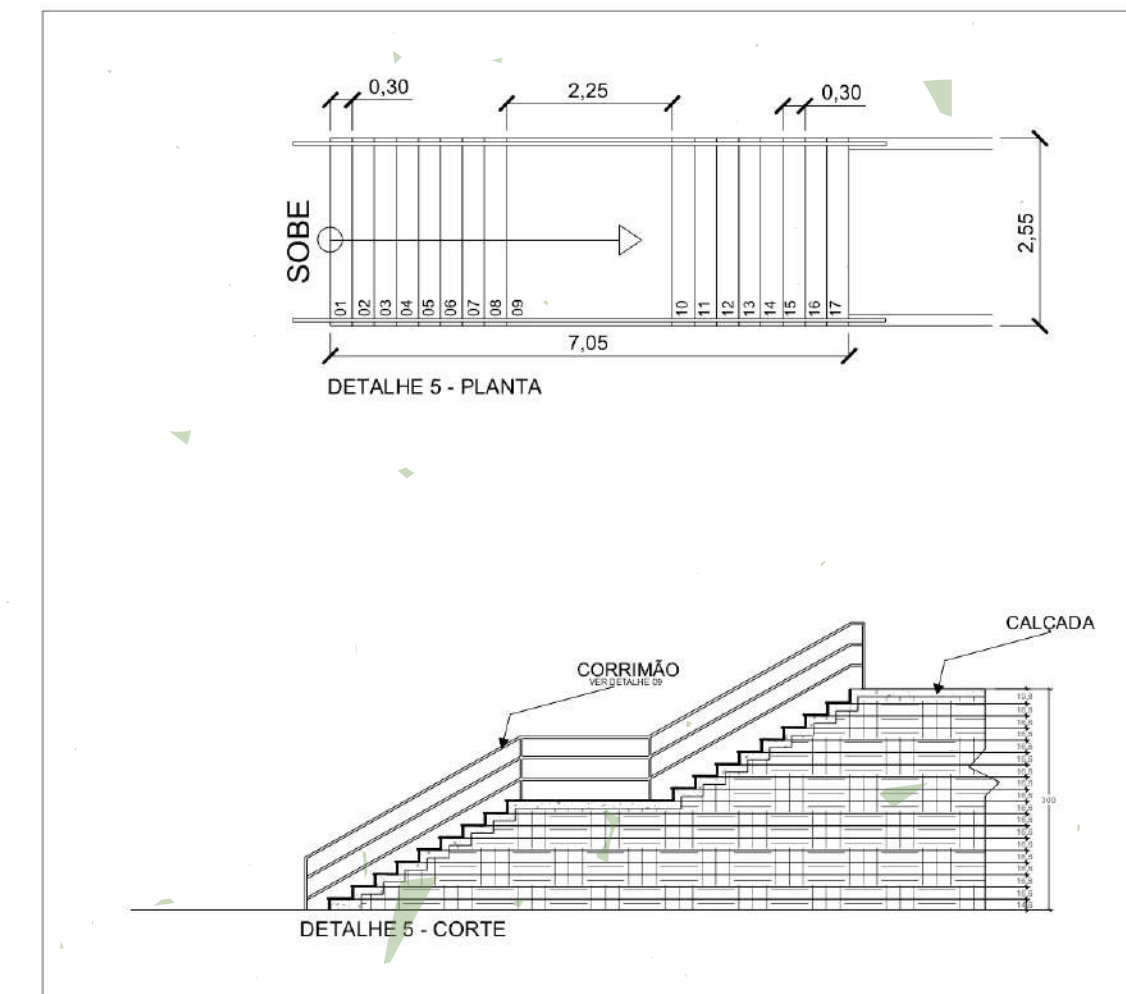 0,30
2,25
0,30
SOBE
2,55
01 02 03 04 05 06 07 08 09 10 11 12 13 14 15 16 17
7,05
DETALHE 5 - PLANTA
CALÇADA
CORRIMÃO
VER DETALHE 09
300
DETALHE 5 - CORTE